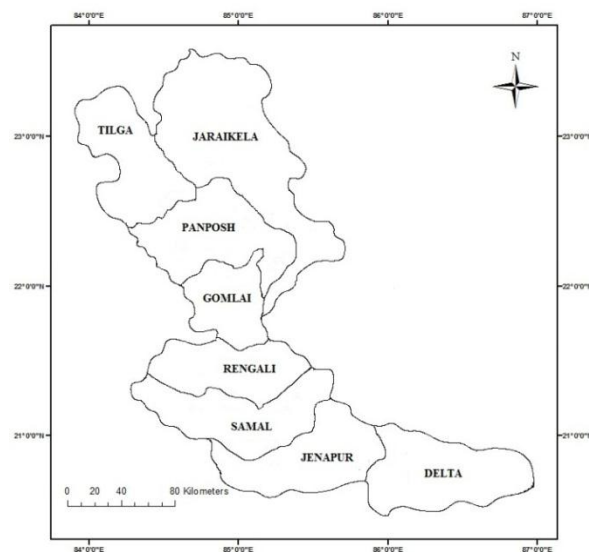 84°0'0"E 85°0'0"E 86°0'0"E 87°0'0"E
N
23°0'0"N 23°0'0"N
TILGA
JARAIKELA
PANPOSH
22°0'0"N 22°0'0"N
GOMLAI
RENGALI
SAMAL
21°0'0"N 21°0'0"N
JENAPUR
DELTA
0 20 40 80 Kilometers
84°0'0"E 85°0'0"E 86°0'0"E 87°0'0"E